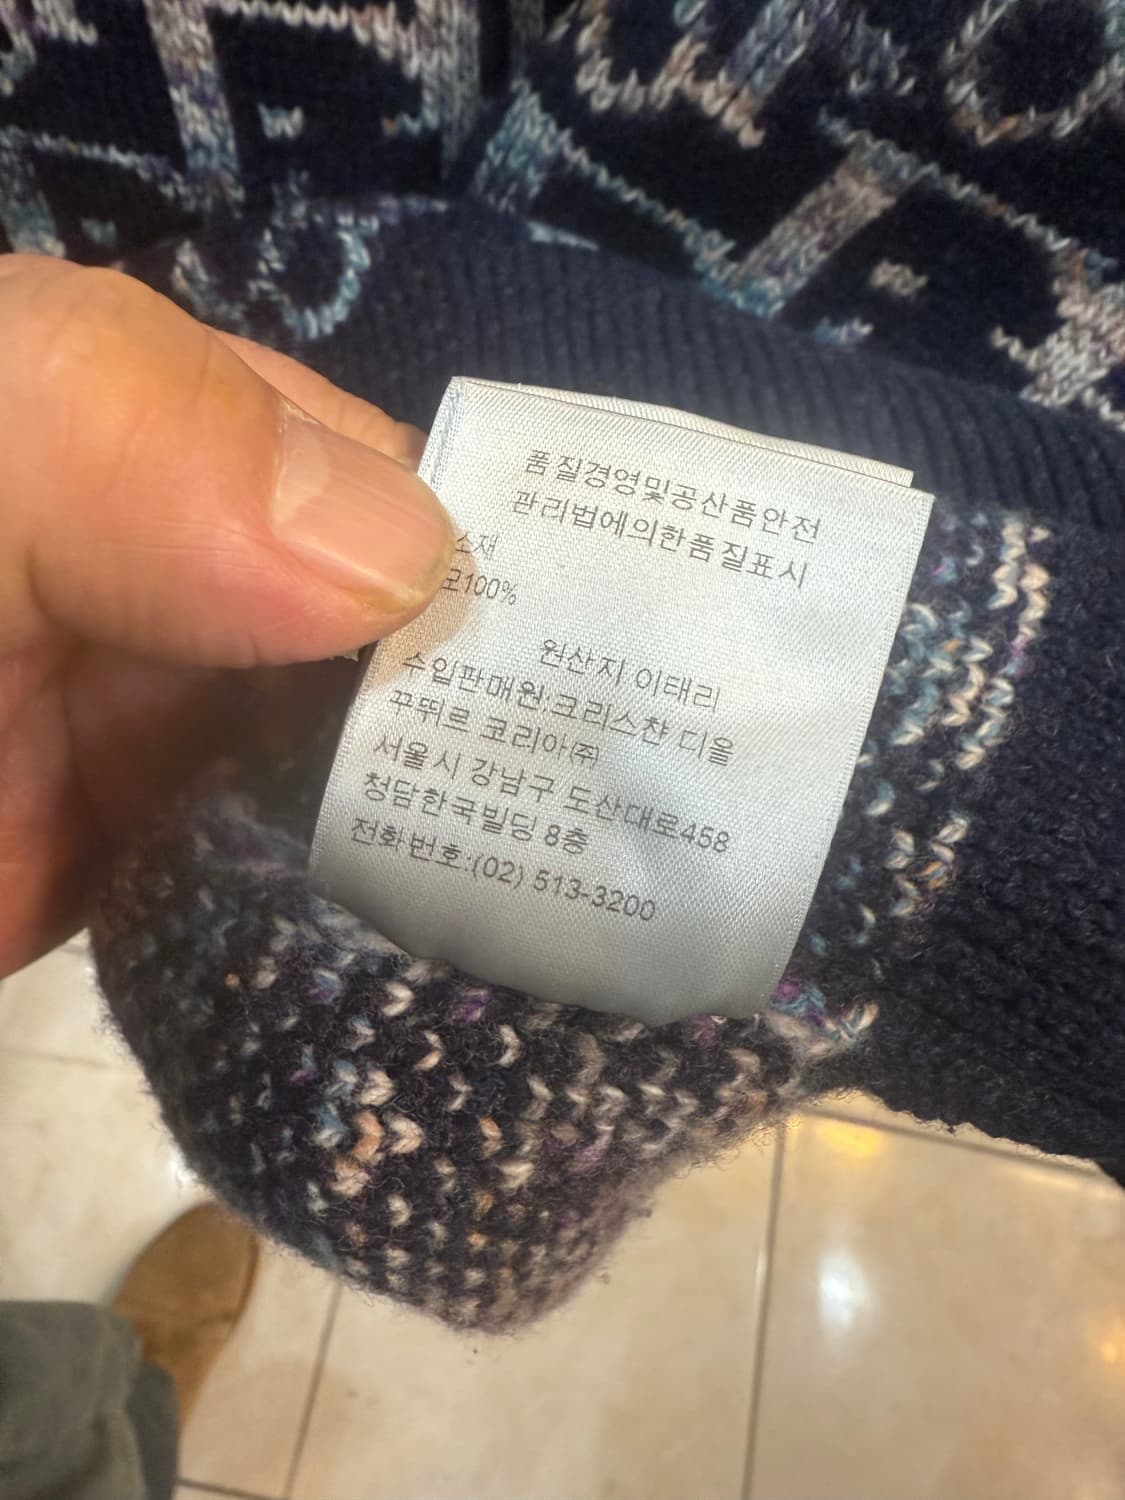 품질경영및공산품안전
관리법에의한품질표시
소재
모100%
원산지 이태리
수입판매원:크리스챤 디올
꾸뛰르 코리아㈜
서울시 강남구 도산대로458
청담한국빌딩 8층
전화번호:(02) 513-3200